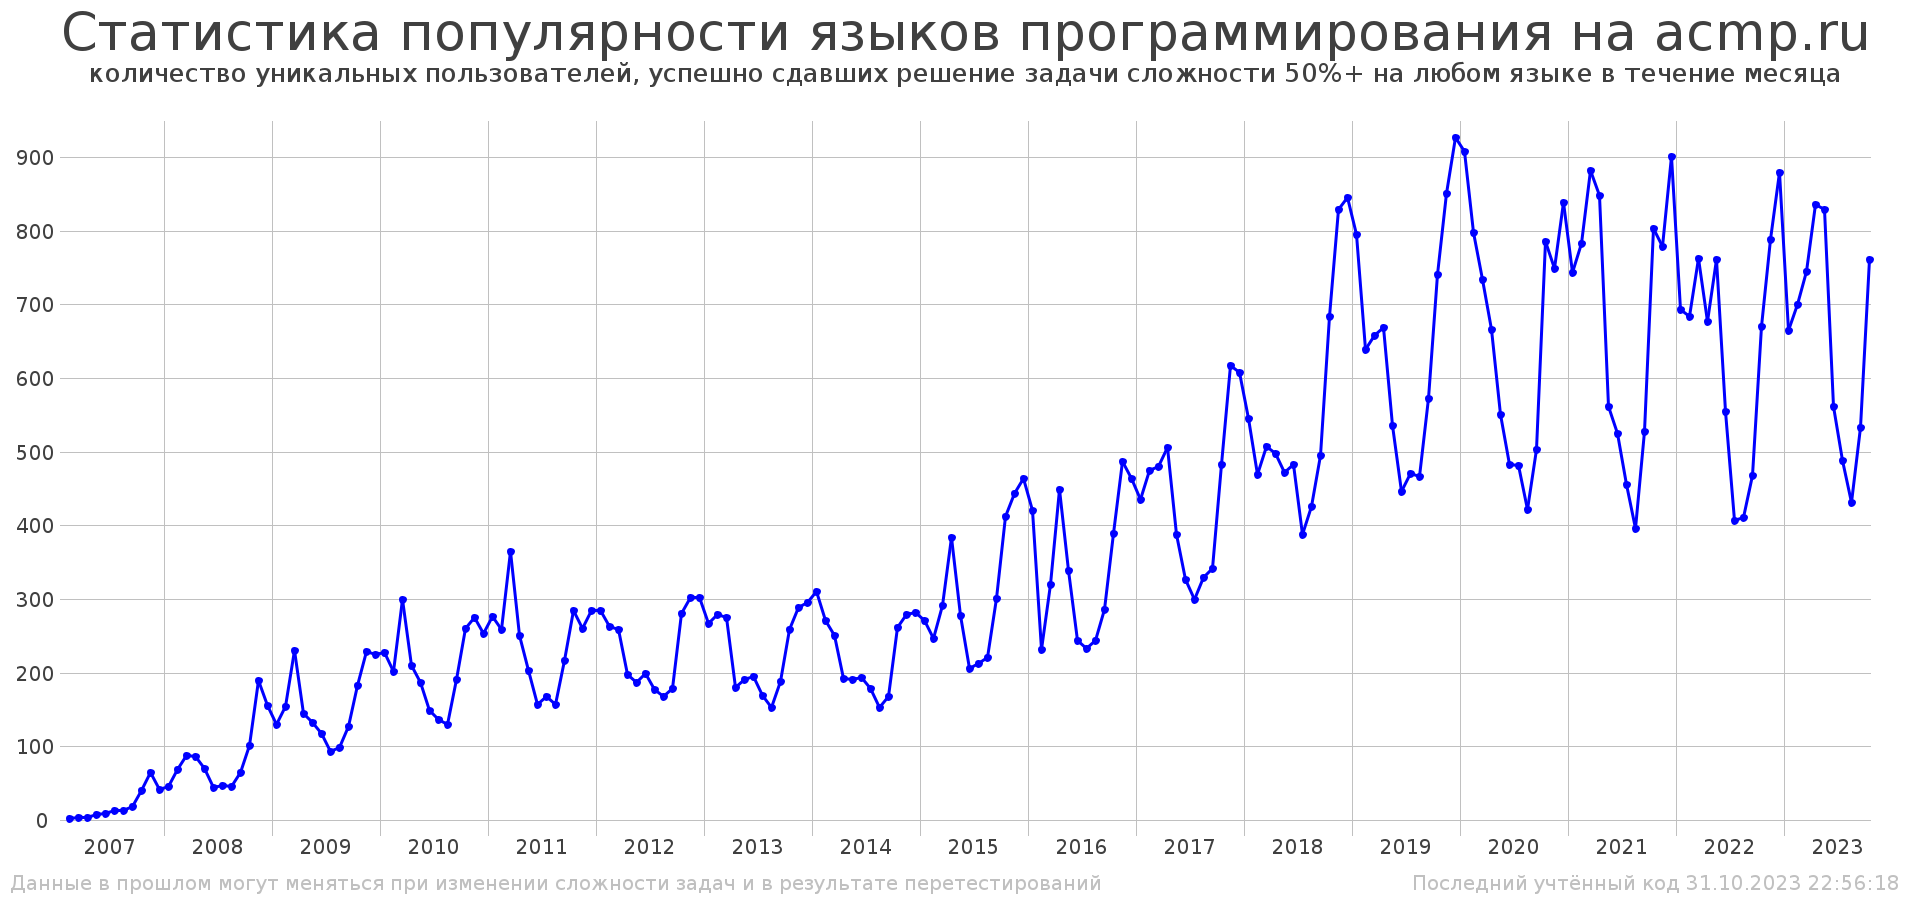 Статистика популярности языков программирования на acmp.ru
количество уникальных пользователей, успешно сдавших решение задачи сложности 50%+ на любом языке в течение месяца
900
800
700
600
500
400
300
200
100
0
2007 2008 2009 2010 2011 2012 2013 2014 2015 2016 2017 2018 2019 2020 2021 2022 2023
Данные в прошлом могут меняться при изменении сложности задач и в результате перетестирований
Последний учтённый код 31.10.2023 22:56:18